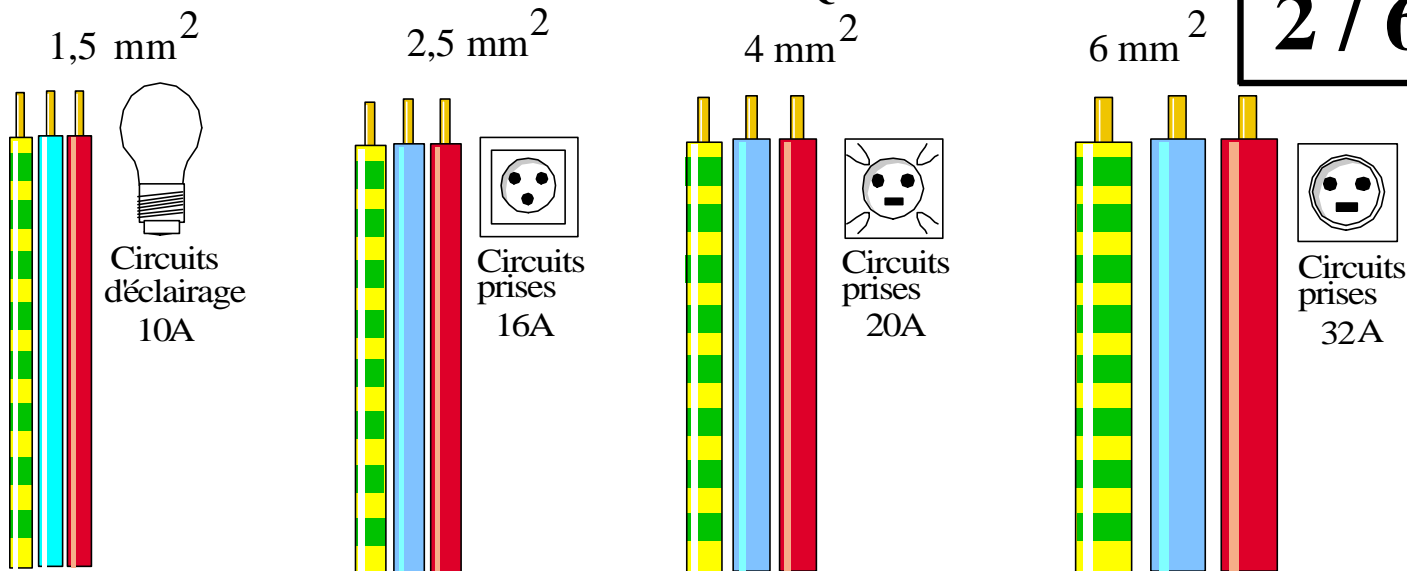 1,5 mm²
2,5 mm²
4 mm²
6 mm²
2 / 6
Circuits
d'éclairage
10A
Circuits
prises
16A
Circuits
prises
20A
Circuits
prises
32A